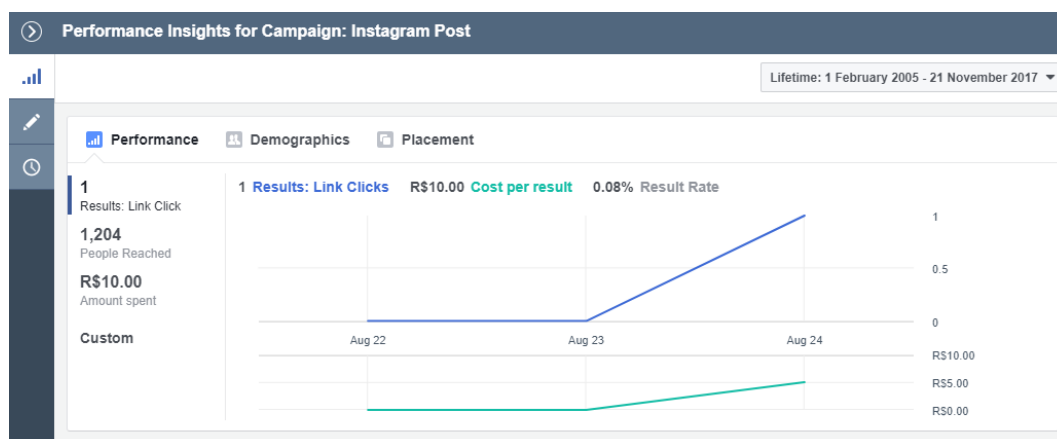 Performance Insights for Campaign: Instagram Post
Lifetime: 1 February 2005 - 21 November 2017
Performance Demographics Placement
1
Results: Link Click
1,204
People Reached
R$10.00
Amount spent
Custom
1 Results: Link Clicks R$10.00 Cost per result 0.08% Result Rate
1
0.5
0
Aug 22 Aug 23 Aug 24
R$10.00
R$5.00
R$0.00